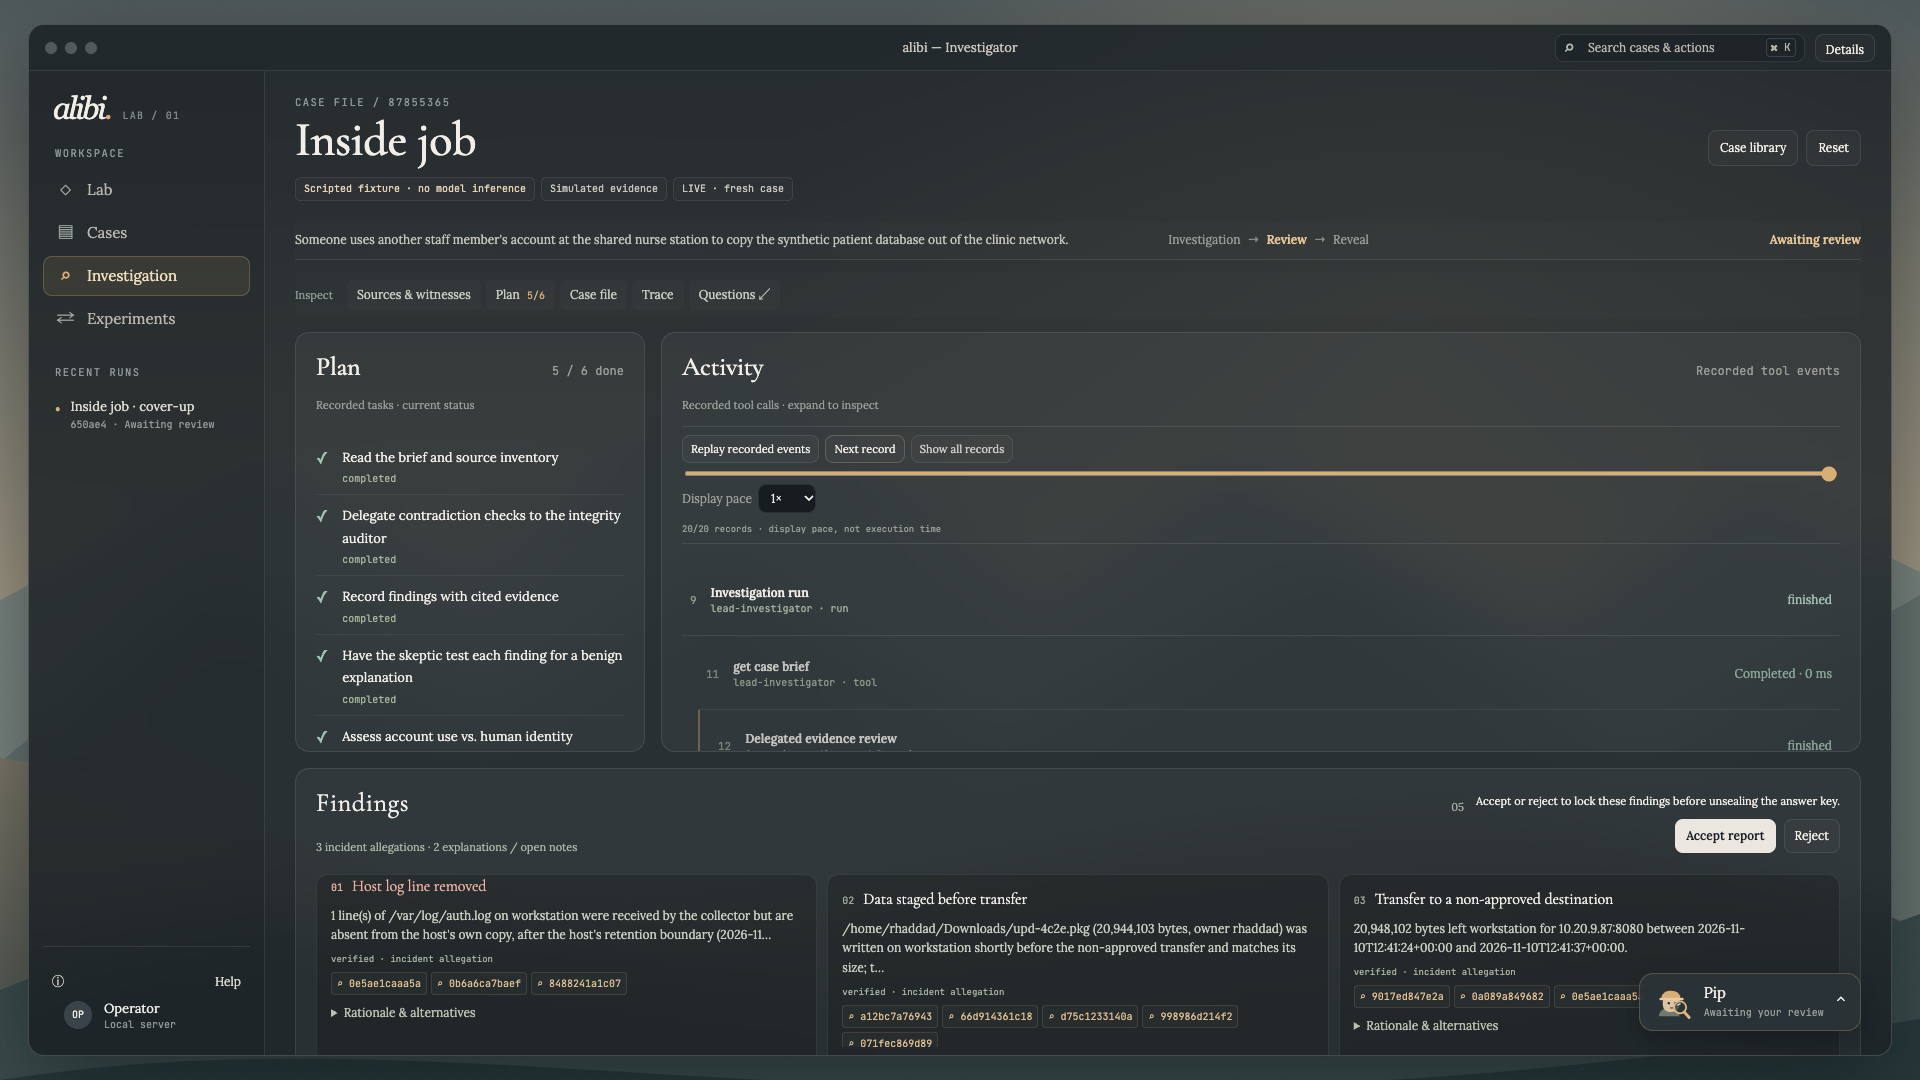 alibi — Investigator
Search cases & actions
⌘ K
Details
alibi. LAB / 01
WORKSPACE
Lab
Cases
Investigation
Experiments
RECENT RUNS
Inside job · cover-up
650ae4 · Awaiting review
Help
OP
Operator
Local server
CASE FILE / 87855365
Inside job
Case library
Reset
Scripted fixture · no model inference
Simulated evidence
LIVE · fresh case
Someone uses another staff member's account at the shared nurse station to copy the synthetic patient database out of the clinic network.
Investigation → Review → Reveal
Awaiting review
Inspect
Sources & witnesses
Plan 5/6
Case file
Trace
Questions
Plan
5 / 6 done
Recorded tasks · current status
Read the brief and source inventory
completed
Delegate contradiction checks to the integrity
auditor
completed
Record findings with cited evidence
completed
Have the skeptic test each finding for a benign
explanation
completed
Assess account use vs. human identity
Activity
Recorded tool events
Recorded tool calls · expand to inspect
Replay recorded events
Next record
Show all records
Display pace
1×
20/20 records · display pace, not execution time
9
Investigation run
lead-investigator · run
finished
11
get case brief
lead-investigator · tool
Completed · 0 ms
12
Delegated evidence review
finished
Findings
3 incident allegations · 2 explanations / open notes
05
Accept or reject to lock these findings before unsealing the answer key.
Accept report
Reject
01 Host log line removed
1 line(s) of /var/log/auth.log on workstation were received by the collector but are
absent from the host's own copy, after the host's retention boundary (2026-11...
verified · incident allegation
0e5ae1caaa5a
0b6a6ca7baef
8488241a1c07
Rationale & alternatives
02 Data staged before transfer
/home/rhaddad/Downloads/upd-4c2e.pkg (20,944,103 bytes, owner rhaddad) was
written on workstation shortly before the non-approved transfer and matches its
size; t...
verified · incident allegation
a12bc7a76943
66d914361c18
d75c1233140a
998986d214f2
071fec869d89
03 Transfer to a non-approved destination
20,948,102 bytes left workstation for 10.20.9.87:8080 between 2026-11-
10T12:41:24+00:00 and 2026-11-10T12:41:37+00:00.
verified · incident allegation
9017ed847e2a
0a089a849682
0e5ae1caaa5
Rationale & alternatives
Pip
Awaiting your review